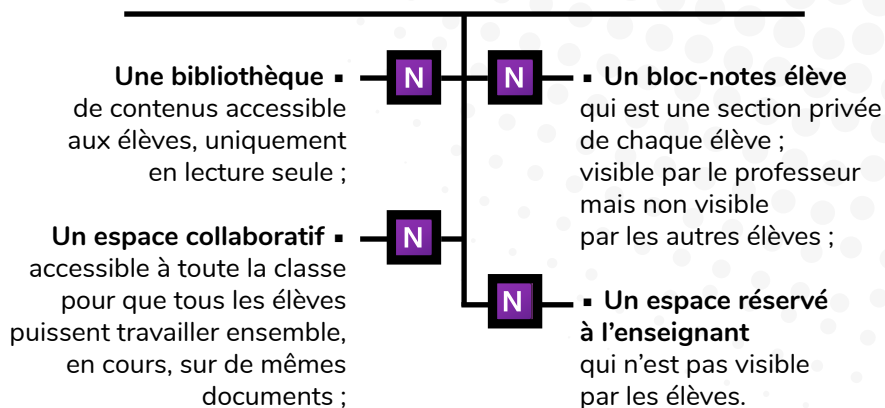 Une bibliothèque ▪
de contenus accessible
aux élèves, uniquement
en lecture seule ;
N
N
▪ Un bloc-notes élève
qui est une section privée
de chaque élève ;
visible par le professeur
mais non visible
par les autres élèves ;
Un espace collaboratif ▪
accessible à toute la classe
pour que tous les élèves
puissent travailler ensemble,
en cours, sur de mêmes
documents ;
N
N
▪ Un espace réservé
à l’enseignant
qui n’est pas visible
par les élèves.